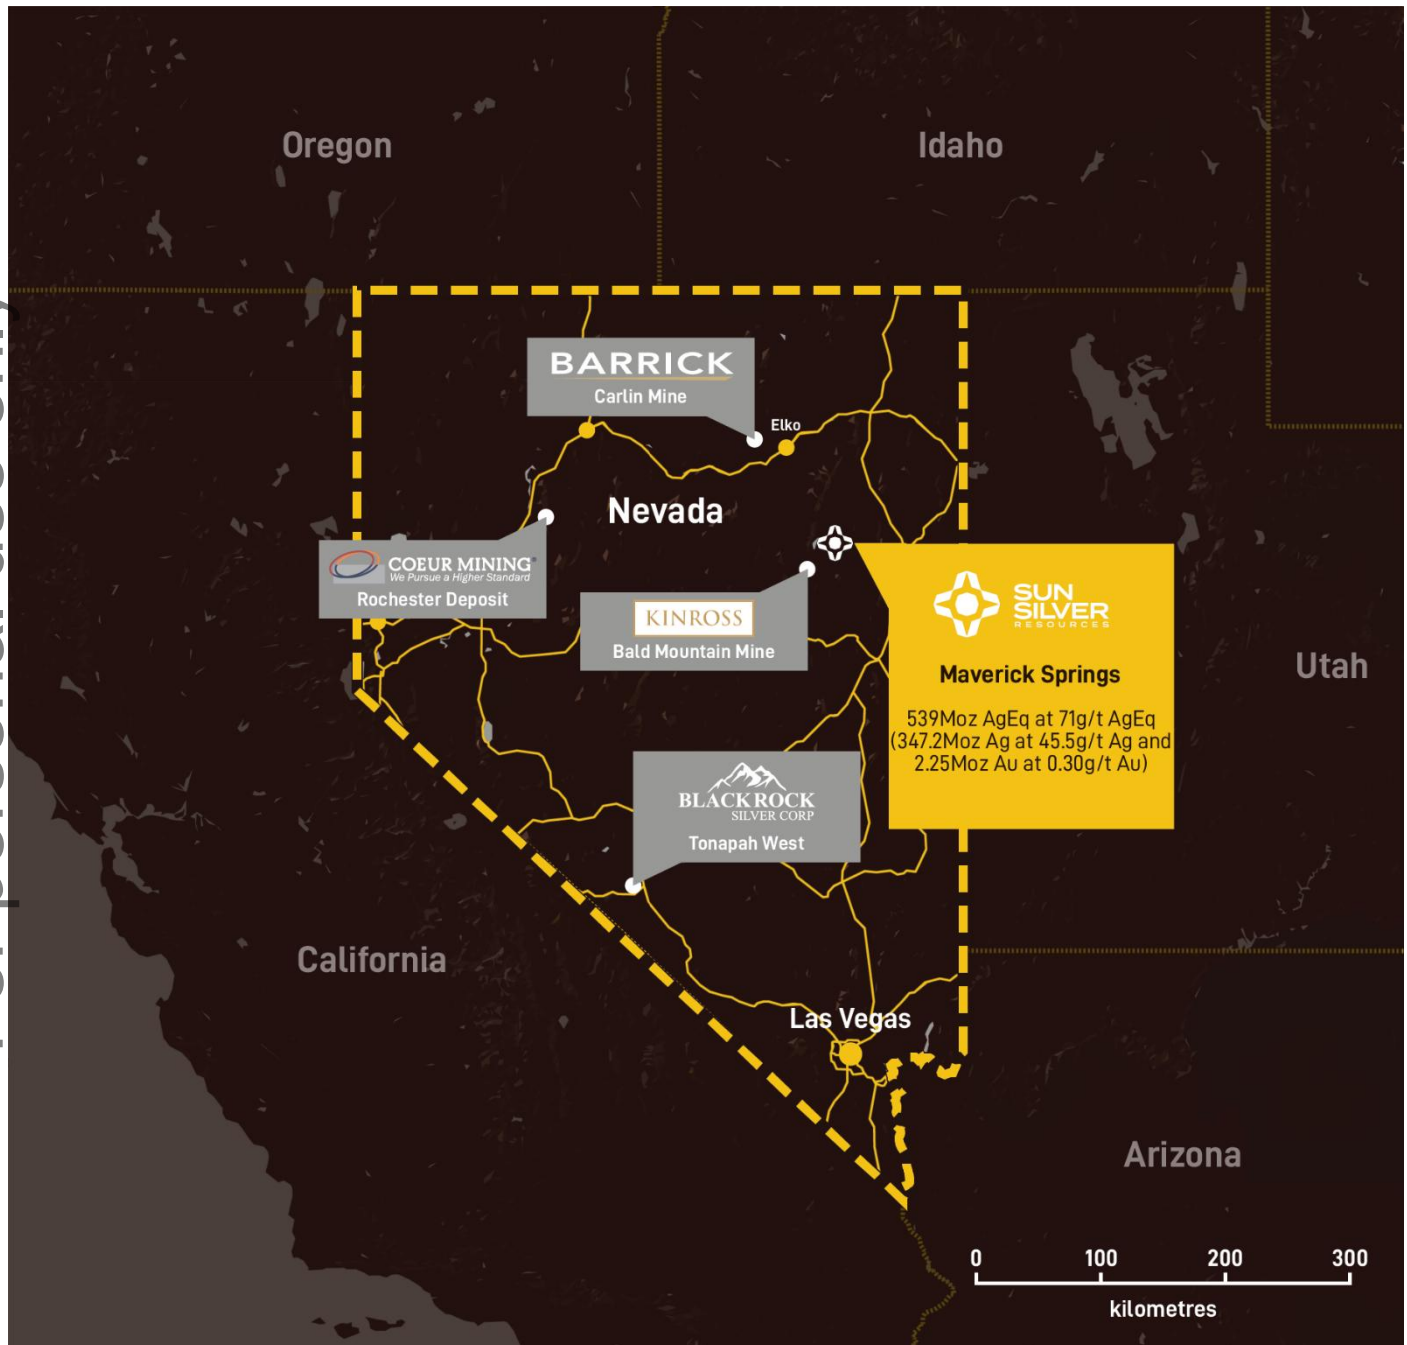 Oregon
Idaho
BARRICK
Carlin Mine
Elko
Nevada
COEUR MINING®
We Pursue a Higher Standard
Rochester Deposit
KINROSS
Bald Mountain Mine
SUN
SILVER
RESOURCES
Maverick Springs
539Moz AgEq at 71g/t AgEq
(347.2Moz Ag at 45.5g/t Ag and
2.25Moz Au at 0.30g/t Au)
Utah
BLACKROCK
SILVER CORP
Tonapah West
California
Las Vegas
Arizona
0 100 200 300
kilometres